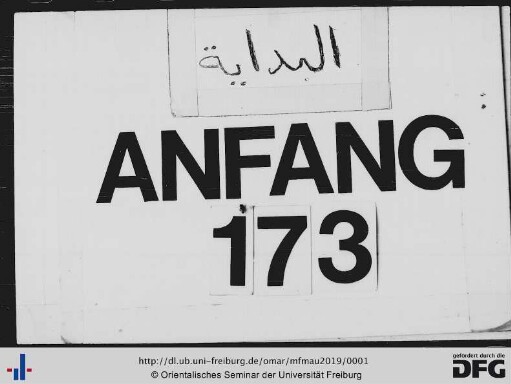 البداية
ANFANG
173
http://dl.ub.uni-freiburg.de/omar/mfmau2019/0001
© Orientalisches Seminar der Universität Freiburg
gefördert durch die
DFG